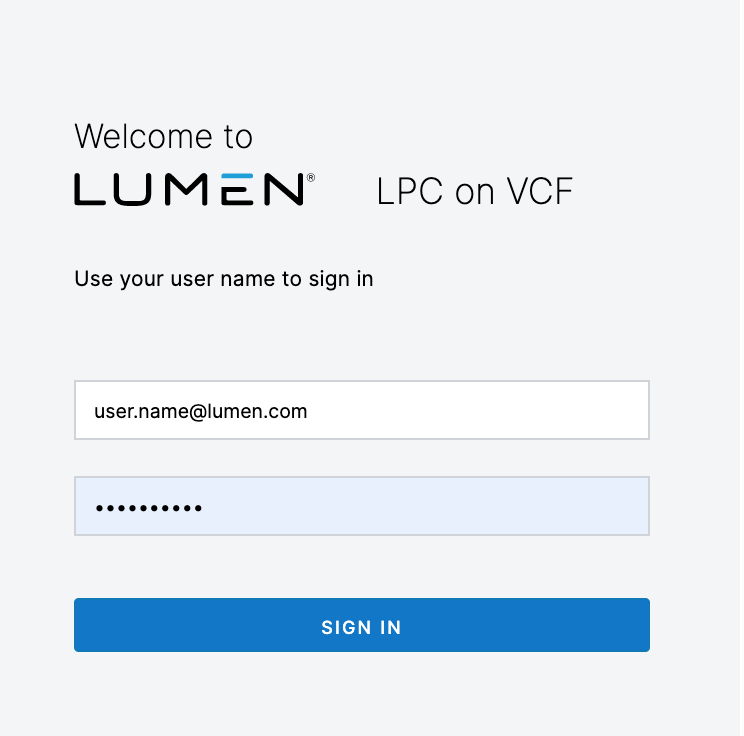 Welcome to
LUMEN® LPC on VCF
Use your user name to sign in
user.name@lumen.com
••••••••••
SIGN IN